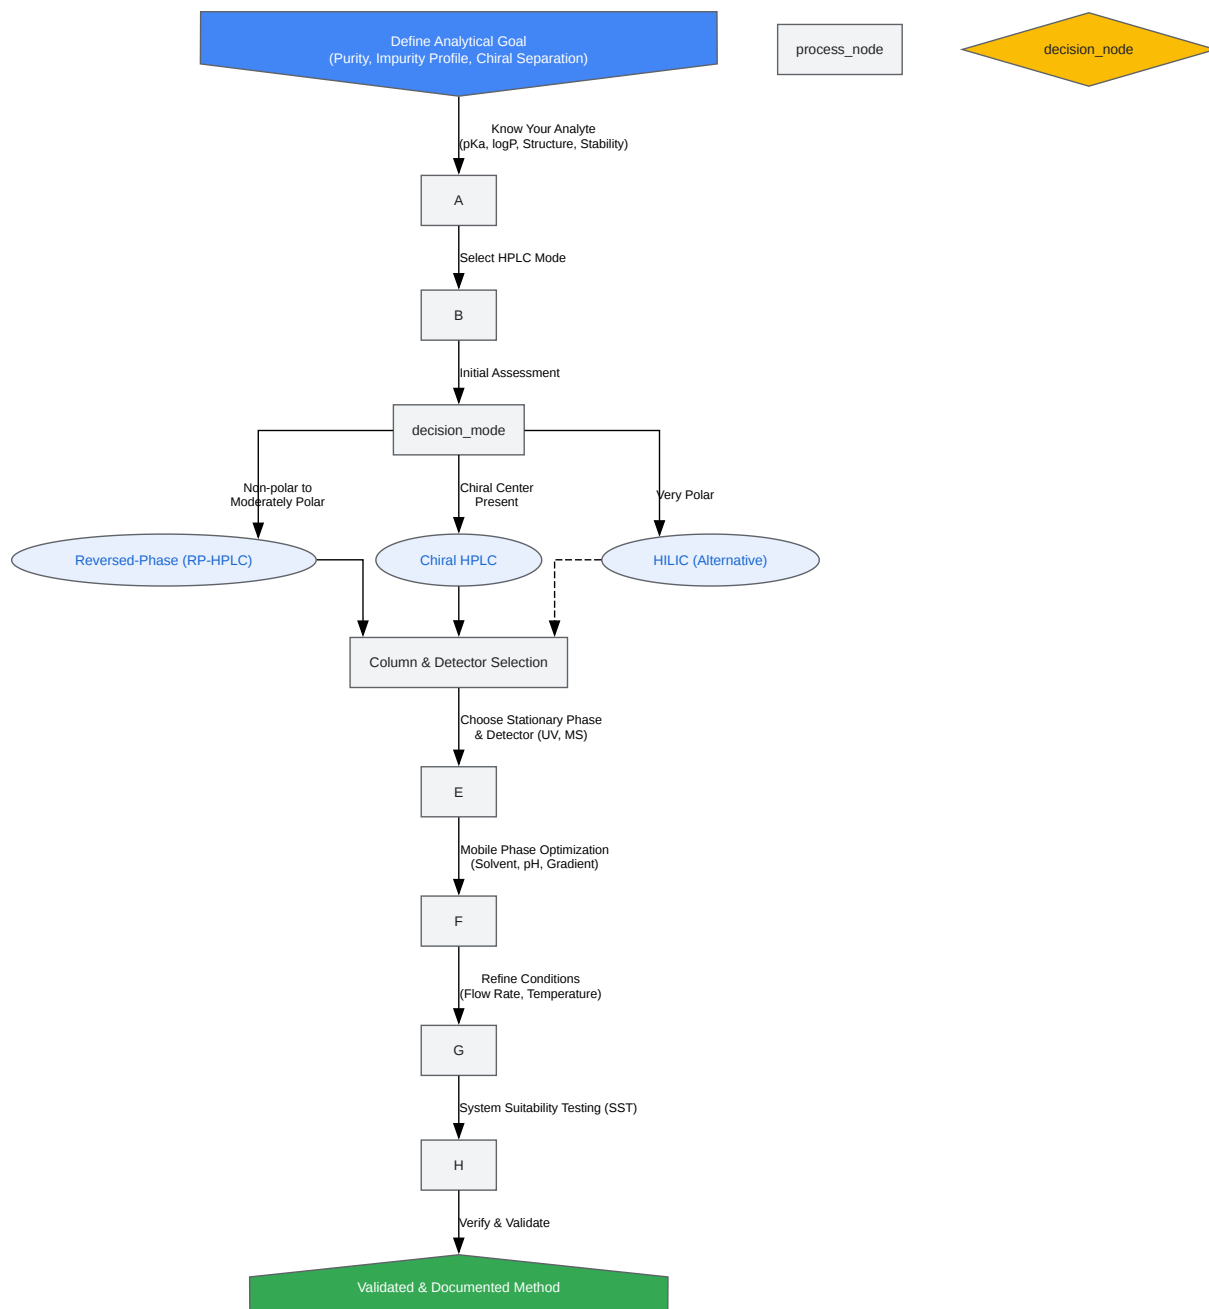 Define Analytical Goal
(Purity, Impurity Profile, Chiral Separation)
process_node
decision_node
Know Your Analyte
(pKa, logP, Structure, Stability)
A
Select HPLC Mode
B
Initial Assessment
decision_mode
Non-polar to
Moderately Polar
Chiral Center
Present
Very Polar
Reversed-Phase (RP-HPLC)
Chiral HPLC
HILIC (Alternative)
Column & Detector Selection
Choose Stationary Phase
& Detector (UV, MS)
E
Mobile Phase Optimization
(Solvent, pH, Gradient)
F
Refine Conditions
(Flow Rate, Temperature)
G
System Suitability Testing (SST)
H
Verify & Validate
Validated & Documented Method